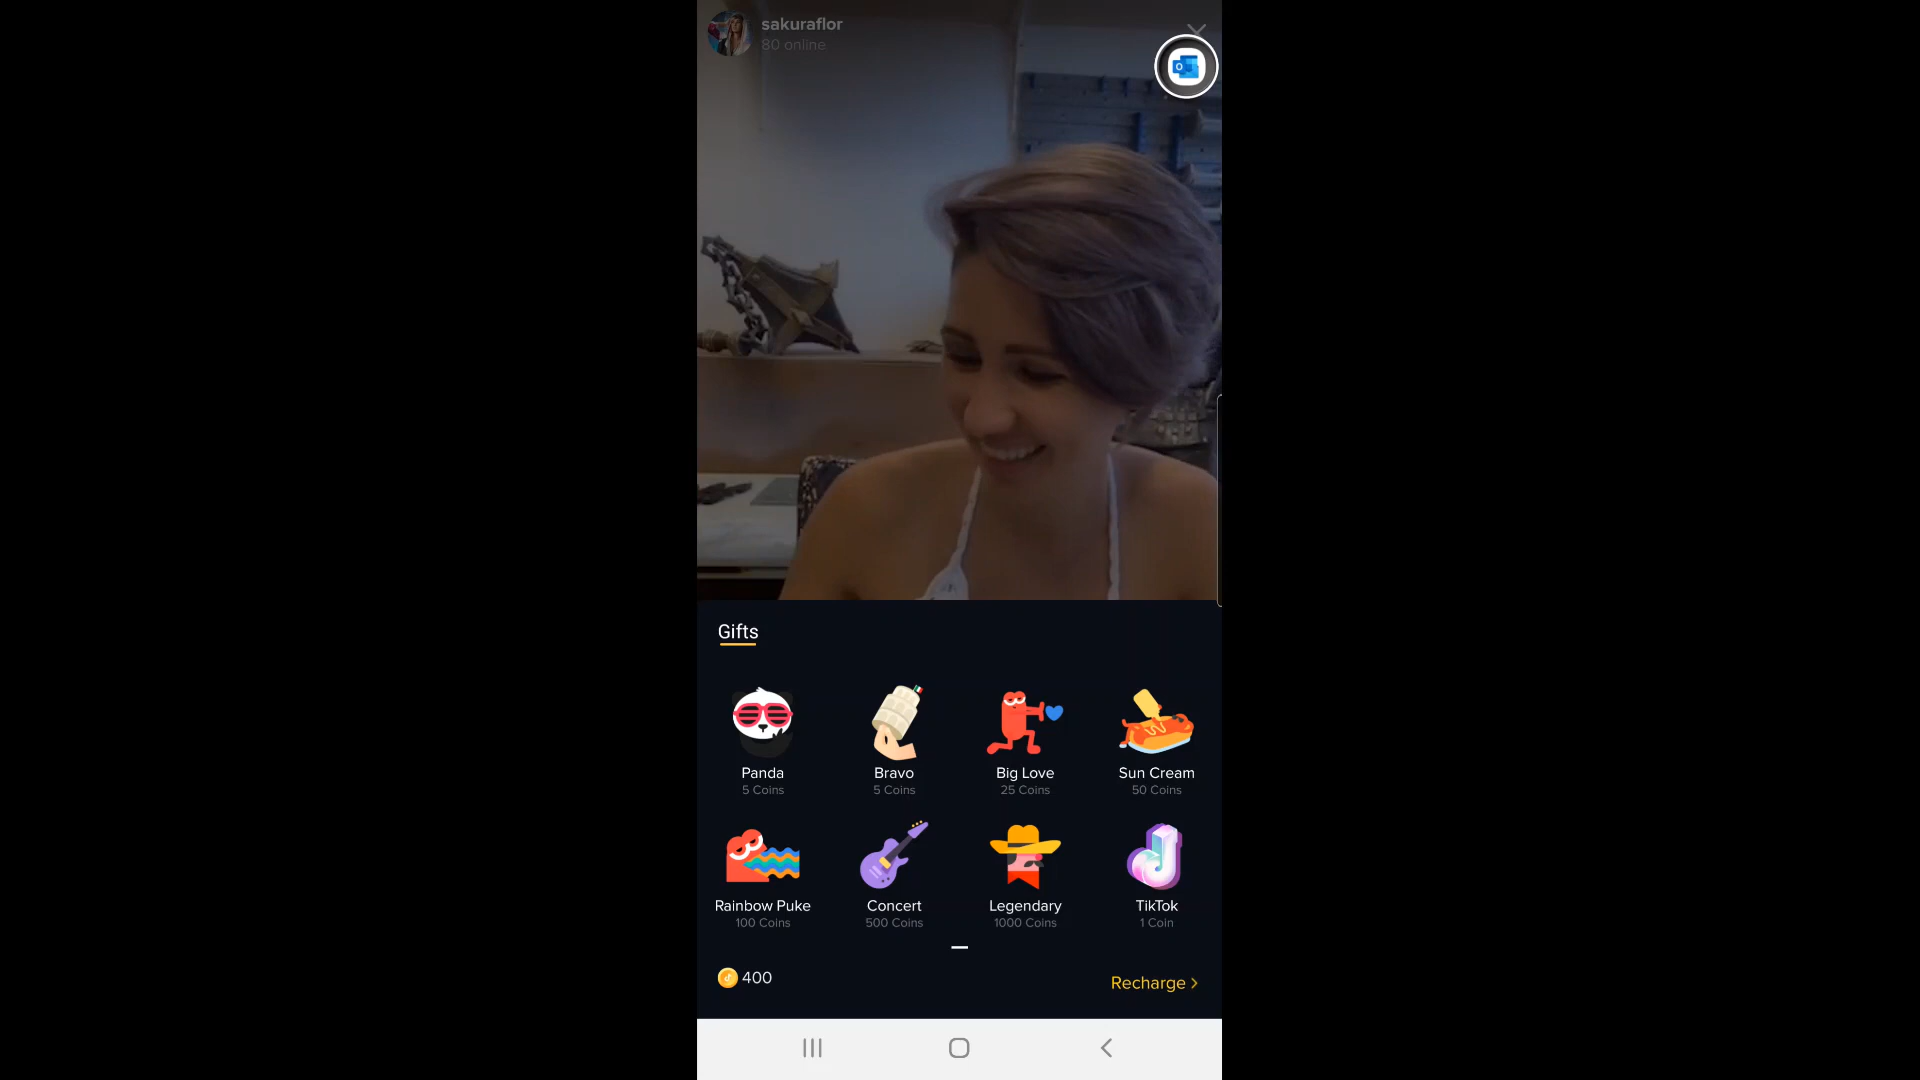 sakuraflor
80 online
Gifts
Panda
5 Coins
Bravo
5 Coins
Big Love
25 Coins
Sun Cream
50 Coins
Rainbow Puke
100 Coins
Concert
500 Coins
Legendary
1000 Coins
TikTok
1 Coin
400
Recharge >